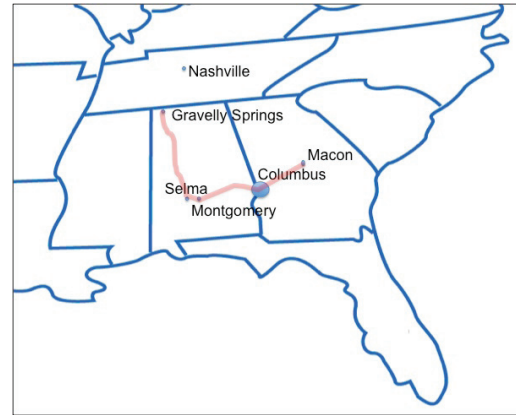 Nashville
Gravelly Springs
Macon
Columbus
Selma
Montgomery